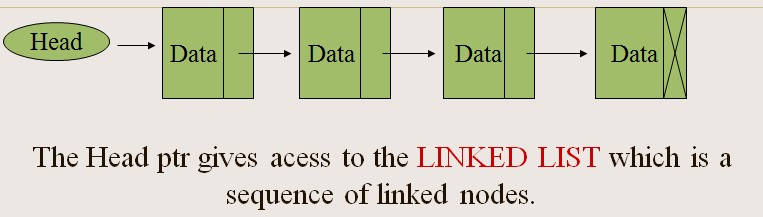 Head
Data
Data
Data
Data
The Head ptr gives acess to the LINKED LIST which is a
sequence of linked nodes.